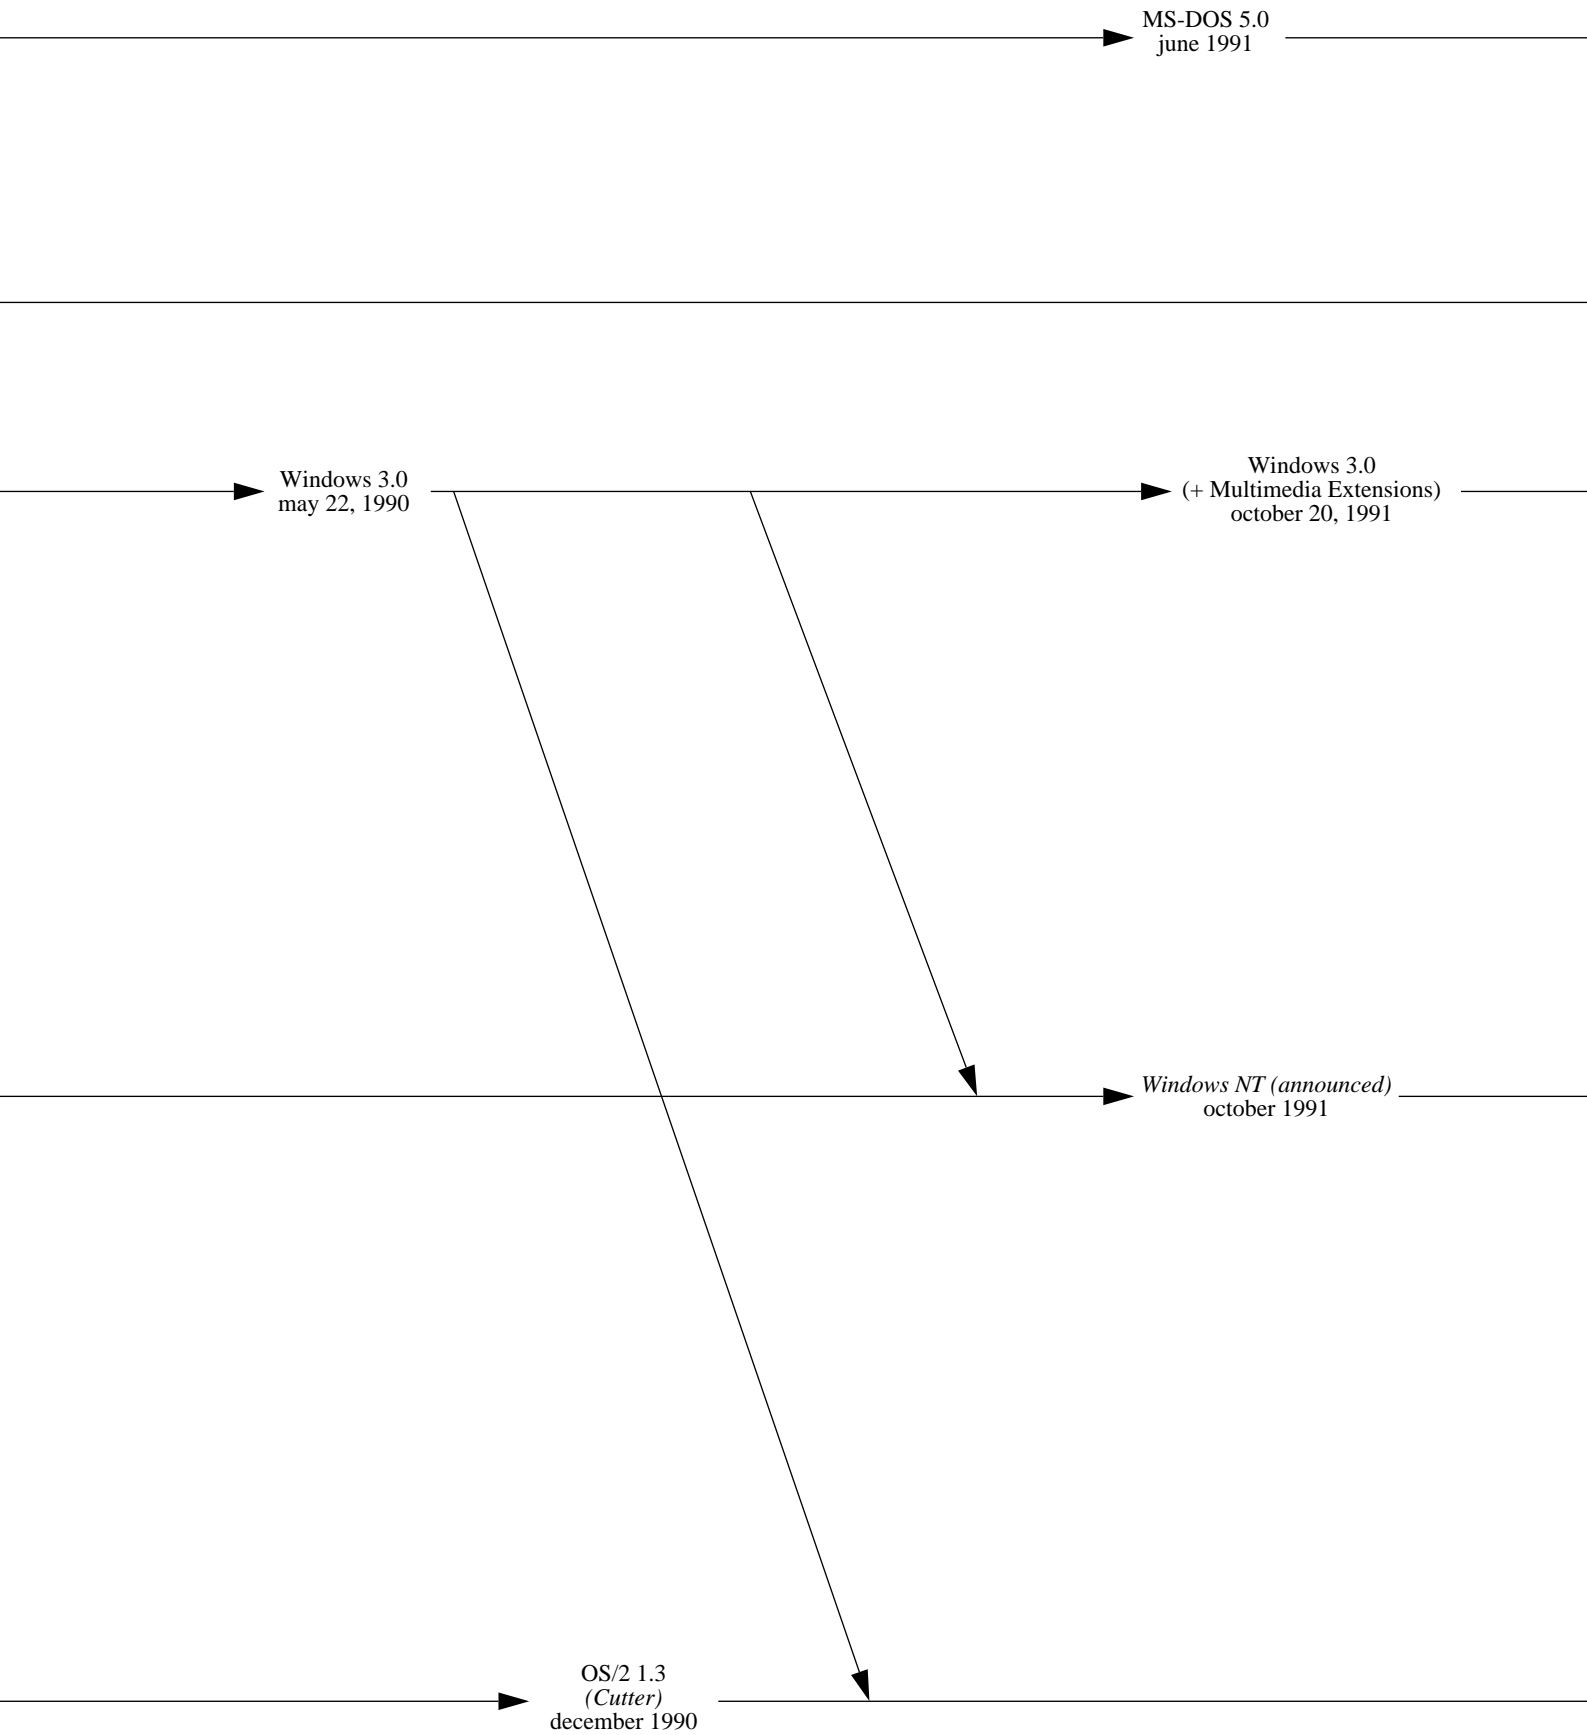 MS-DOS 5.0
june 1991
Windows 3.0
may 22, 1990
Windows 3.0
(+ Multimedia Extensions)
october 20, 1991
Windows NT (announced)
october 1991
OS/2 1.3
(Cutter)
december 1990